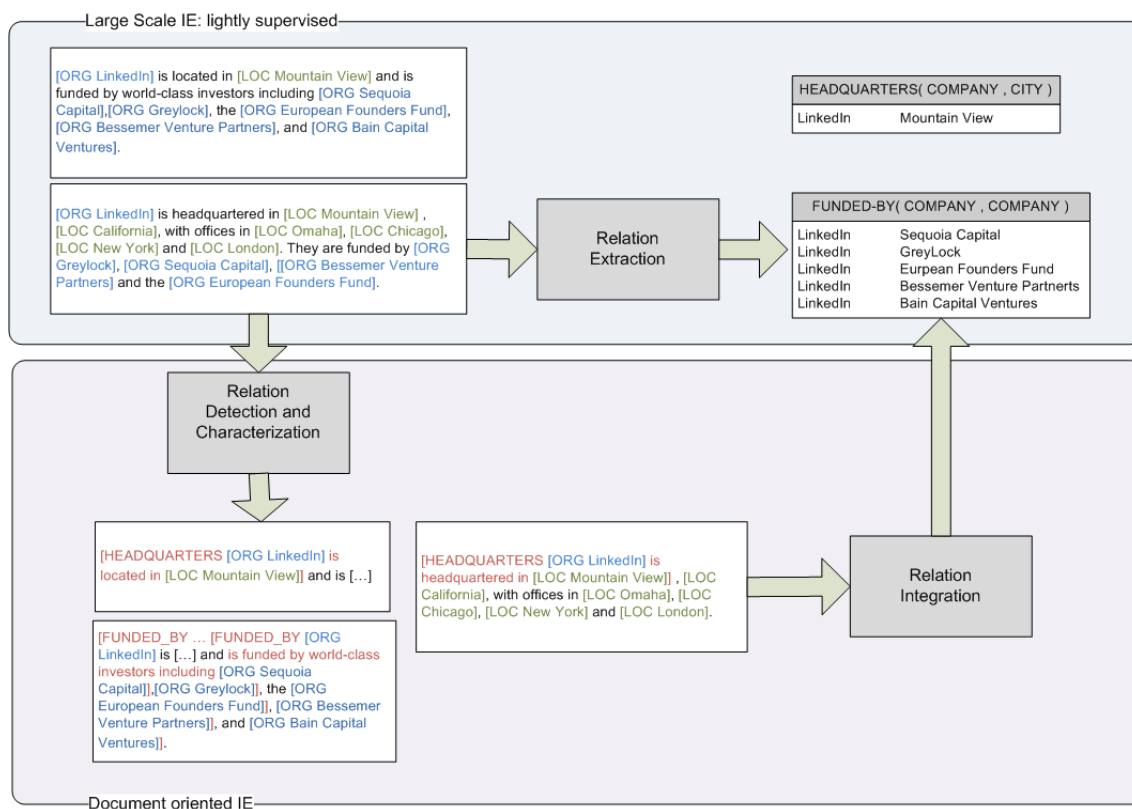 Large Scale IE: lightly supervised
[ORG LinkedIn] is located in [LOC Mountain View] and is
funded by world-class investors including [ORG Sequoia
Capital],[ORG Greylock], the [ORG European Founders Fund],
[ORG Bessemer Venture Partners], and [ORG Bain Capital
Ventures].
HEADQUARTERS( COMPANY , CITY )
LinkedIn Mountain View
[ORG LinkedIn] is headquartered in [LOC Mountain View] ,
[LOC California], with offices in [LOC Omaha], [LOC Chicago],
[LOC New York] and [LOC London]. They are funded by [ORG
Greylock], [ORG Sequoia Capital], [[ORG Bessemer Venture
Partners] and the [ORG European Founders Fund].
Relation
Extraction
FUNDED-BY( COMPANY , COMPANY )
LinkedIn Sequoia Capital
LinkedIn GreyLock
LinkedIn Eurpean Founders Fund
LinkedIn Bessemer Venture Partnerts
LinkedIn Bain Capital Ventures
Relation
Detection and
Characterization
[HEADQUARTERS [ORG LinkedIn] is
located in [LOC Mountain View]] and is […]
[HEADQUARTERS [ORG LinkedIn] is
headquartered in [LOC Mountain View]] , [LOC
California], with offices in [LOC Omaha], [LOC
Chicago], [LOC New York] and [LOC London].
Relation
Integration
[FUNDED_BY … [FUNDED_BY [ORG
LinkedIn] is […] and is funded by world-class
investors including [ORG Sequoia
Capital]],[ORG Greylock]], the [ORG
European Founders Fund]], [ORG Bessemer
Venture Partners]], and [ORG Bain Capital
Ventures]].
Document oriented IE